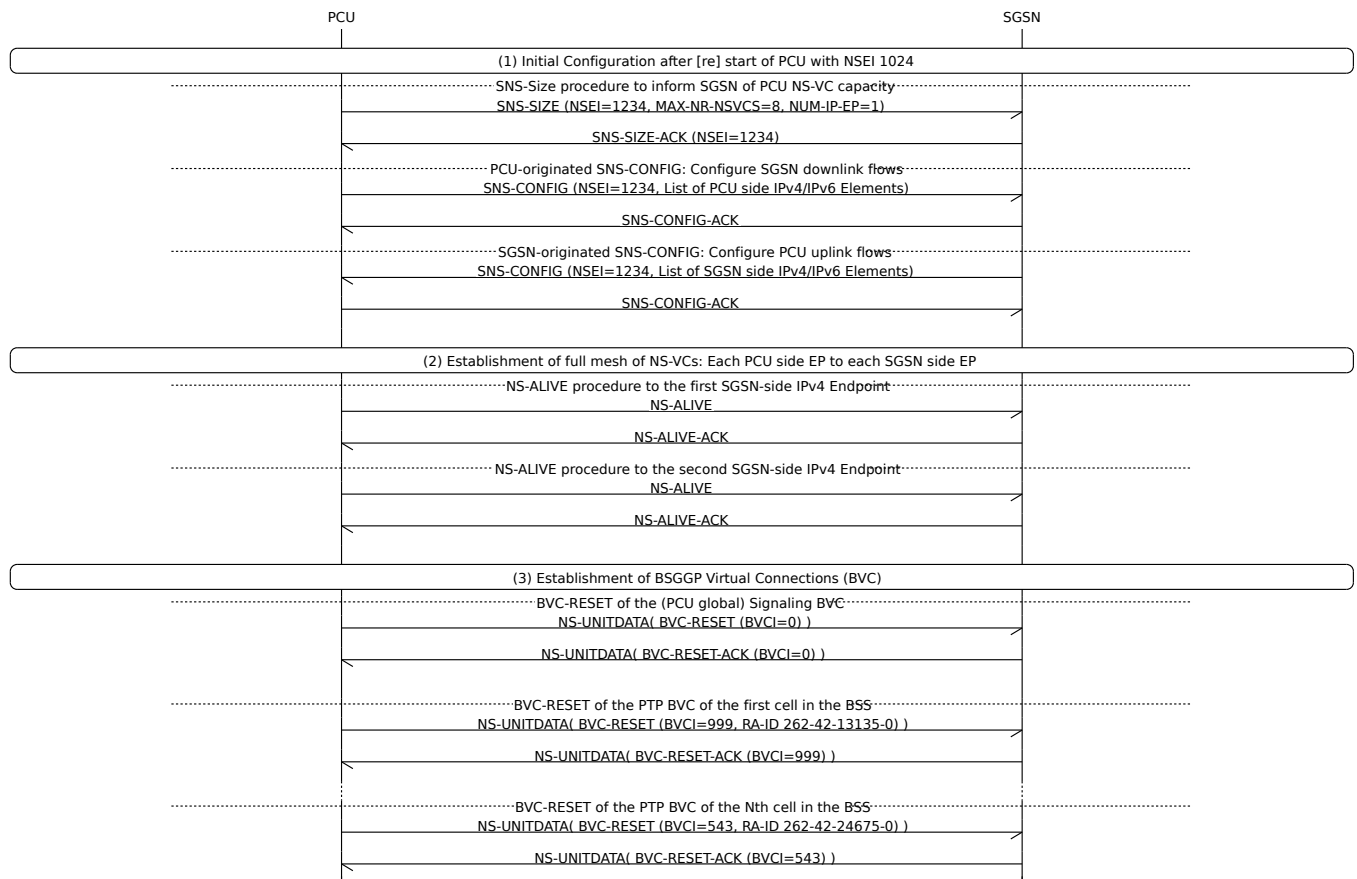 PCU
SGSN
(1) Initial Configuration after [re] start of PCU with NSEI 1024
SNS-Size procedure to inform SGSN of PCU NS-VC capacity
SNS-SIZE (NSEI=1234, MAX-NR-NSVCS=8, NUM-IP-EP=1)
SNS-SIZE-ACK (NSEI=1234)
PCU-originated SNS-CONFIG: Configure SGSN downlink flows
SNS-CONFIG (NSEI=1234, List of PCU side IPv4/IPv6 Elements)
SNS-CONFIG-ACK
SGSN-originated SNS-CONFIG: Configure PCU uplink flows
SNS-CONFIG (NSEI=1234, List of SGSN side IPv4/IPv6 Elements)
SNS-CONFIG-ACK
(2) Establishment of full mesh of NS-VCs: Each PCU side EP to each SGSN side EP
NS-ALIVE procedure to the first SGSN-side IPv4 Endpoint
NS-ALIVE
NS-ALIVE-ACK
NS-ALIVE procedure to the second SGSN-side IPv4 Endpoint
NS-ALIVE
NS-ALIVE-ACK
(3) Establishment of BSGGP Virtual Connections (BVC)
BVC-RESET of the (PCU global) Signaling BVC
NS-UNITDATA( BVC-RESET (BVCI=0) )
NS-UNITDATA( BVC-RESET-ACK (BVCI=0) )
BVC-RESET of the PTP BVC of the first cell in the BSS
NS-UNITDATA( BVC-RESET (BVCI=999, RA-ID 262-42-13135-0) )
NS-UNITDATA( BVC-RESET-ACK (BVCI=999) )
BVC-RESET of the PTP BVC of the Nth cell in the BSS
NS-UNITDATA( BVC-RESET (BVCI=543, RA-ID 262-42-24675-0) )
NS-UNITDATA( BVC-RESET-ACK (BVCI=543) )